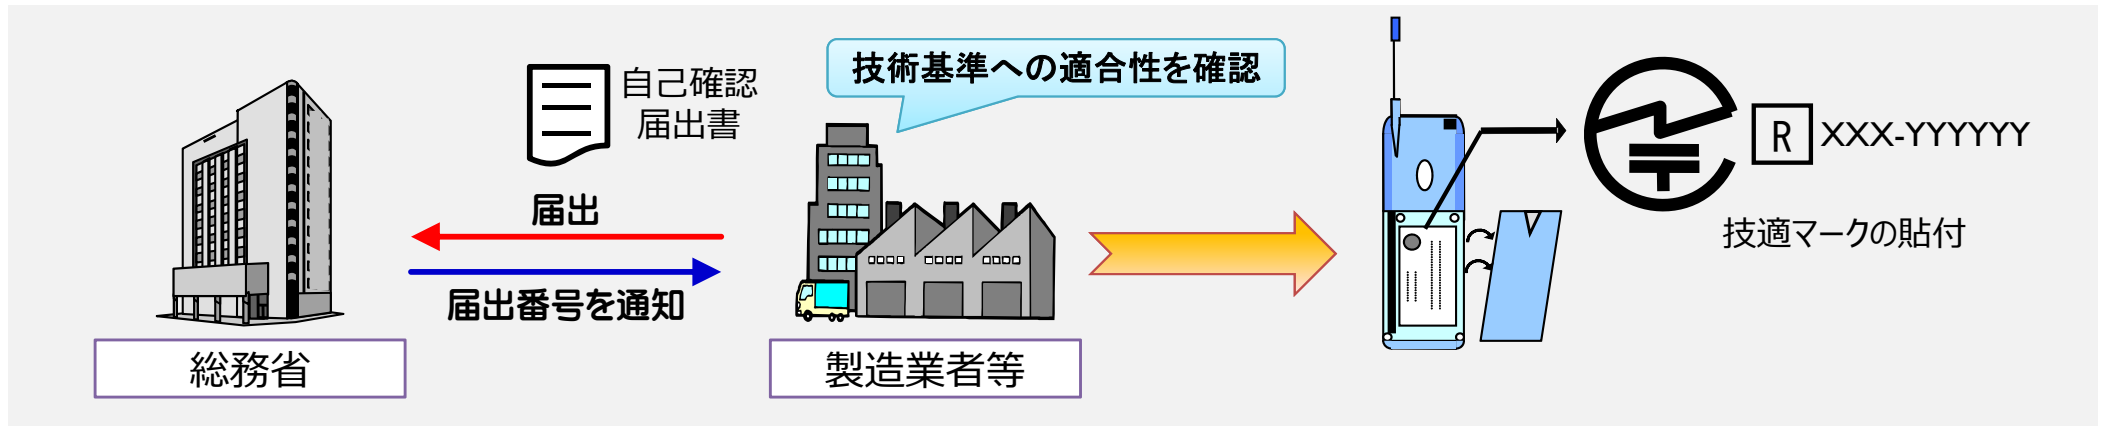 技術基準への適合性を確認
自己確認
届出書
届出
届出番号を通知
総務省
製造業者等
R XXX-YYYYYY
技適マークの貼付